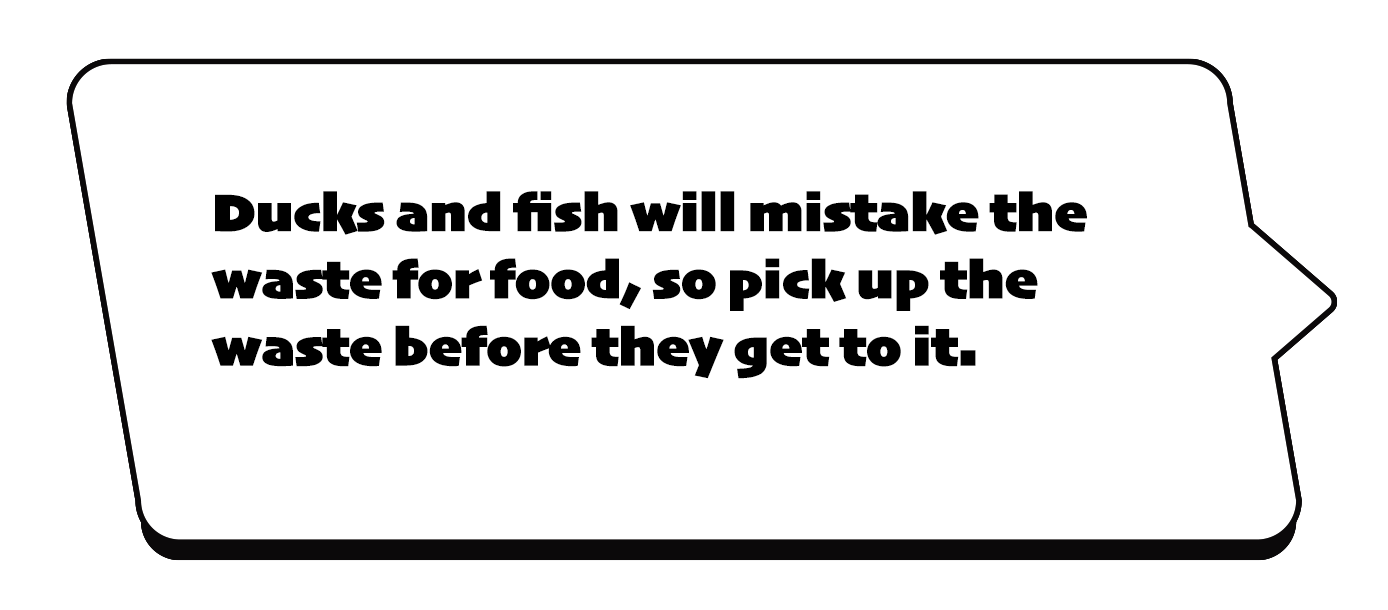 Ducks and fish will mistake the
waste for food, so pick up the
waste before they get to it.